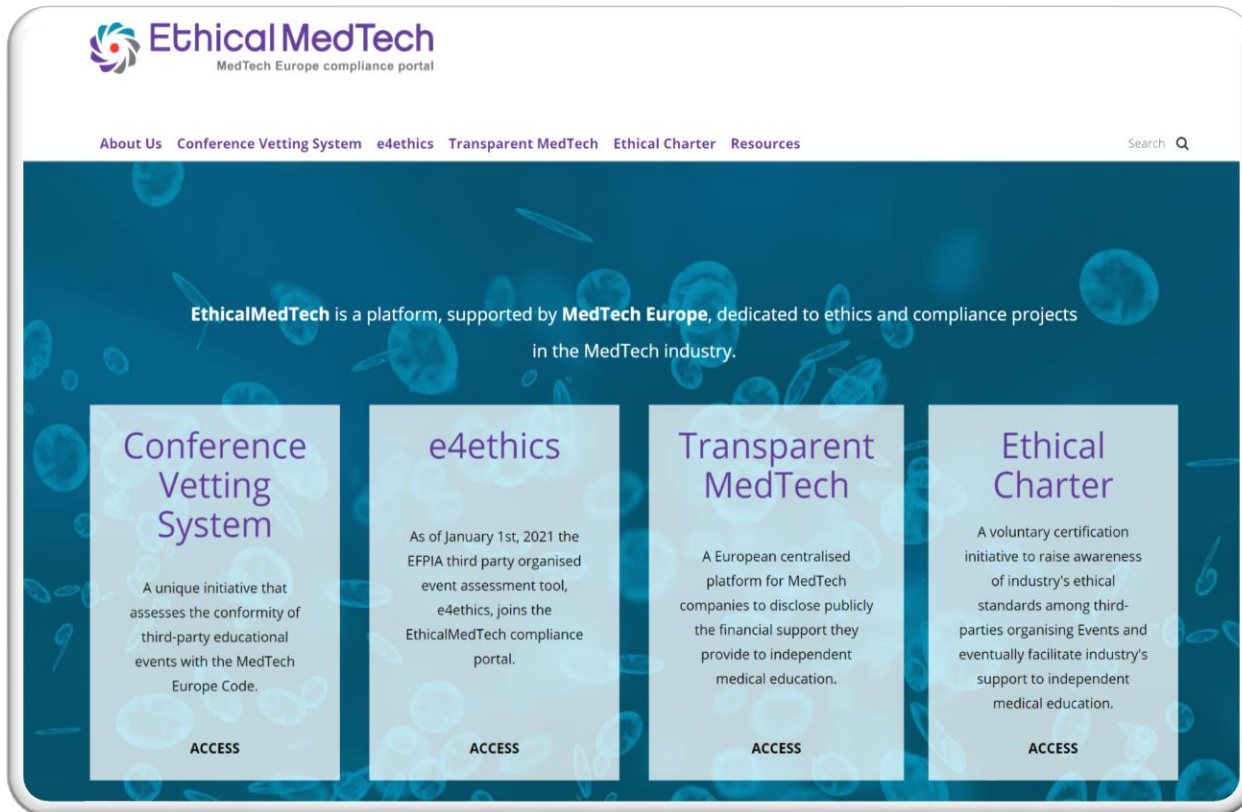 Ethical MedTech
MedTech Europe compliance portal
About Us Conference Vetting System e4ethics Transparent MedTech Ethical Charter Resources
Search
EthicalMedTech is a platform, supported by MedTech Europe, dedicated to ethics and compliance projects
in the MedTech industry.
Conference
Vetting
System
A unique initiative that
assesses the conformity of
third-party educational
events with the MedTech
Europe Code.
ACCESS
e4ethics
As of January 1st, 2021 the
EFPIA third party organised
event assessment tool,
e4ethics, joins the
EthicalMedTech compliance
portal.
ACCESS
Transparent
MedTech
A European centralised
platform for MedTech
companies to disclose publicly
the financial support they
provide to independent
medical education.
ACCESS
Ethical
Charter
A voluntary certification
initiative to raise awareness
of industry's ethical
standards among third-
parties organising Events and
eventually facilitate industry's
support to independent
medical education.
ACCESS